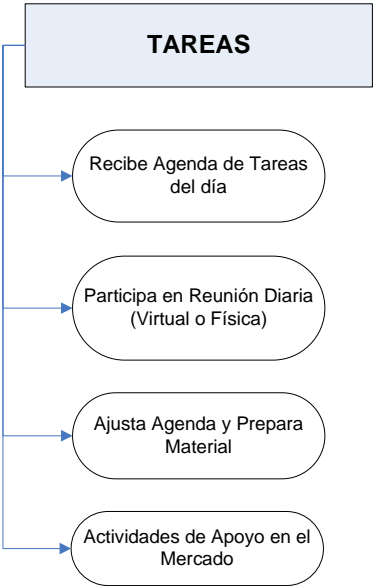 TAREAS
Recibe Agenda de Tareas
del día
Participa en Reunión Diaria
(Virtual o Física)
Ajusta Agenda y Prepara
Material
Actividades de Apoyo en el
Mercado